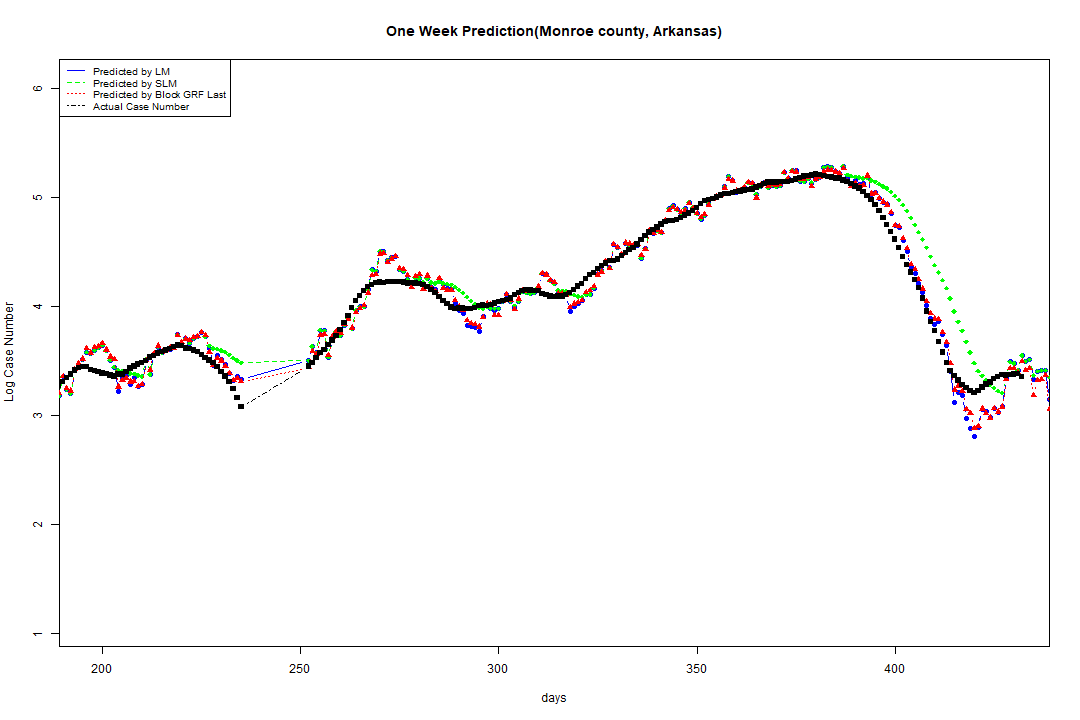 One Week Prediction(Monroe county, Arkansas)
Predicted by LM
Predicted by SLM
Predicted by Block GRF Last
Actual Case Number
6
5
4
3
2
1
Log Case Number
200 250 300 350 400
days